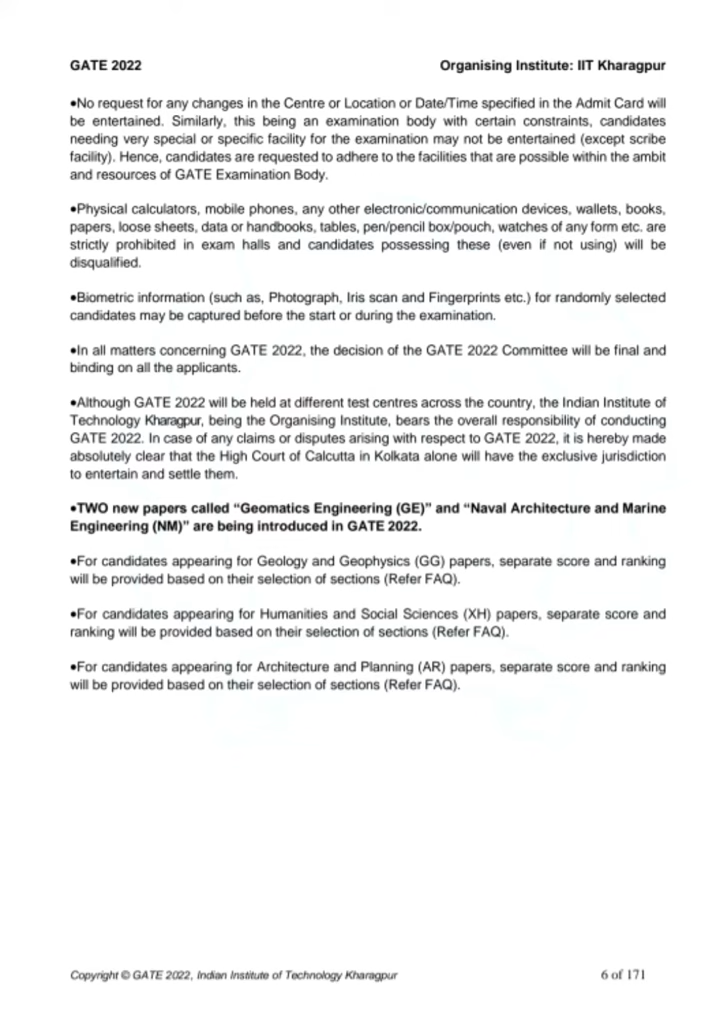 GATE 2022 Organising Institute: IIT Kharagpur
•No request for any changes in the Centre or Location or Date/Time specified in the Admit Card will
be entertained. Similarly, this being an examination body with certain constraints, candidates
needing very special or specific facility for the examination may not be entertained (except scribe
facility). Hence, candidates are requested to adhere to the facilities that are possible within the ambit
and resources of GATE Examination Body.
•Physical calculators, mobile phones, any other electronic/communication devices, wallets, books,
papers, loose sheets, data or handbooks, tables, pen/pencil box/pouch, watches of any form etc. are
strictly prohibited in exam halls and candidates possessing these (even if not using) will be
disqualified.
•Biometric information (such as, Photograph, Iris scan and Fingerprints etc.) for randomly selected
candidates may be captured before the start or during the examination.
•In all matters concerning GATE 2022, the decision of the GATE 2022 Committee will be final and
binding on all the applicants.
•Although GATE 2022 will be held at different test centres across the country, the Indian Institute of
Technology Kharagpur, being the Organising Institute, bears the overall responsibility of conducting
GATE 2022. In case of any claims or disputes arising with respect to GATE 2022, it is hereby made
absolutely clear that the High Court of Calcutta in Kolkata alone will have the exclusive jurisdiction
to entertain and settle them.
•TWO new papers called “Geomatics Engineering (GE)” and “Naval Architecture and Marine
Engineering (NM)” are being introduced in GATE 2022.
•For candidates appearing for Geology and Geophysics (GG) papers, separate score and ranking
will be provided based on their selection of sections (Refer FAQ).
•For candidates appearing for Humanities and Social Sciences (XH) papers, separate score and
ranking will be provided based on their selection of sections (Refer FAQ).
•For candidates appearing for Architecture and Planning (AR) papers, separate score and ranking
will be provided based on their selection of sections (Refer FAQ).
Copyright © GATE 2022, Indian Institute of Technology Kharagpur 6 of 171